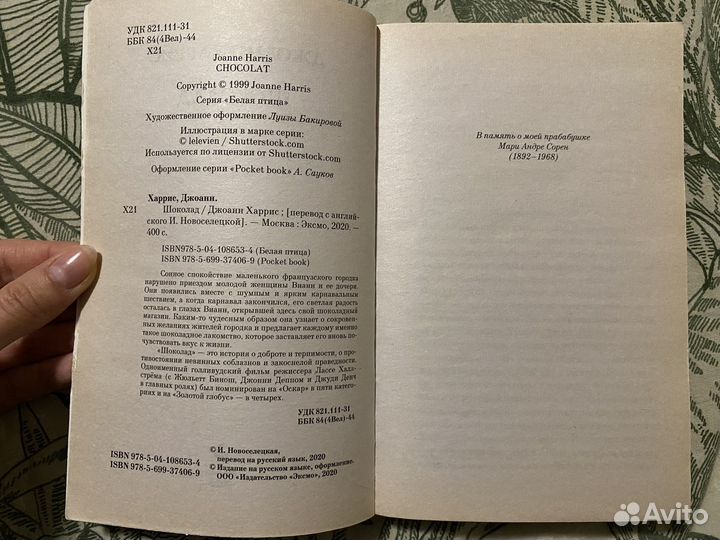 УДК 821.111-31
ББК 84(4Вел)-44
Х21
Joanne Harris
CHOCOLAT
Copyright © 1999 Joanne Harris
Серия «Белая птица»
Художественное оформление Луизы Бакировой
Иллюстрация в марке серии:
© lelevien / Shutterstock.com
Используется по лицензии от Shutterstock.com
Оформление серии «Pocket book» А. Саукова
Харрис, Джоанн.
Х21 Шоколад / Джоанн Харрис ; [перевод с англий-
ского И. Новоселецкой]. — Москва : Эксмо, 2020. —
400 с.
ISBN978-5-04-108653-4 (Белая птица)
ISBN978-5-699-37406-9 (Pocket book)
Сонное спокойствие маленького французского городка
нарушено приездом молодой женщины Вианн и ее дочери.
Они появились вместе с шумным и ярким карнавальным
шествием, а когда карнавал закончился, его светлая радость
осталась в глазах Вианн, открывшей здесь свой шоколадный
магазин. Каким-то чудесным образом она узнает о сокровен-
ных желаниях жителей городка и предлагает каждому именно
такое шоколадное лакомство, которое заставляет его вновь по-
чувствовать вкус к жизни.
«Шоколад» — это история о доброте и терпимости, о про-
тивостоянии невинных соблазнов и закоснелой праведности.
Одноименный голливудский фильм режиссера Лассе Халл-
стрёма (с Жюльетт Бинош, Джонни Деппом и Джуди Денч
в главных ролях) был номинирован на «Оскар» в пяти катего-
риях и на «Золотой глобус» — в четырех.
УДК 821.111-31
ББК 84(4Вел)-44
© И. Новоселецкая,
перевод на русский язык, 2020
© Издание на русском языке, оформление.
ООО «Издательство «Эксмо», 2020
ISBN 978-5-04-108653-4
ISBN 978-5-699-37406-9
В память о моей прабабушке
Мари Андре Сорен
(1892–1968)
Avito